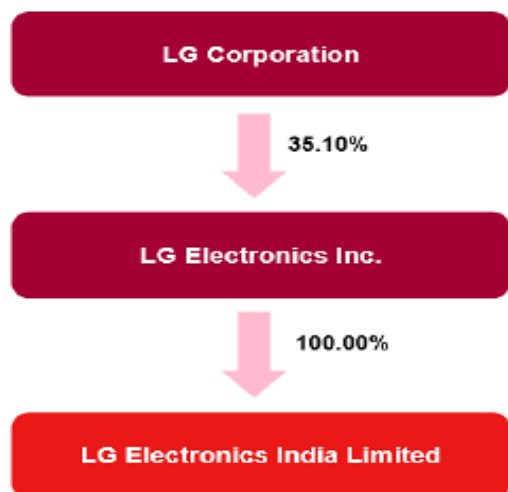 LG Corporation
35.10%
LG Electronics Inc.
100.00%
LG Electronics India Limited